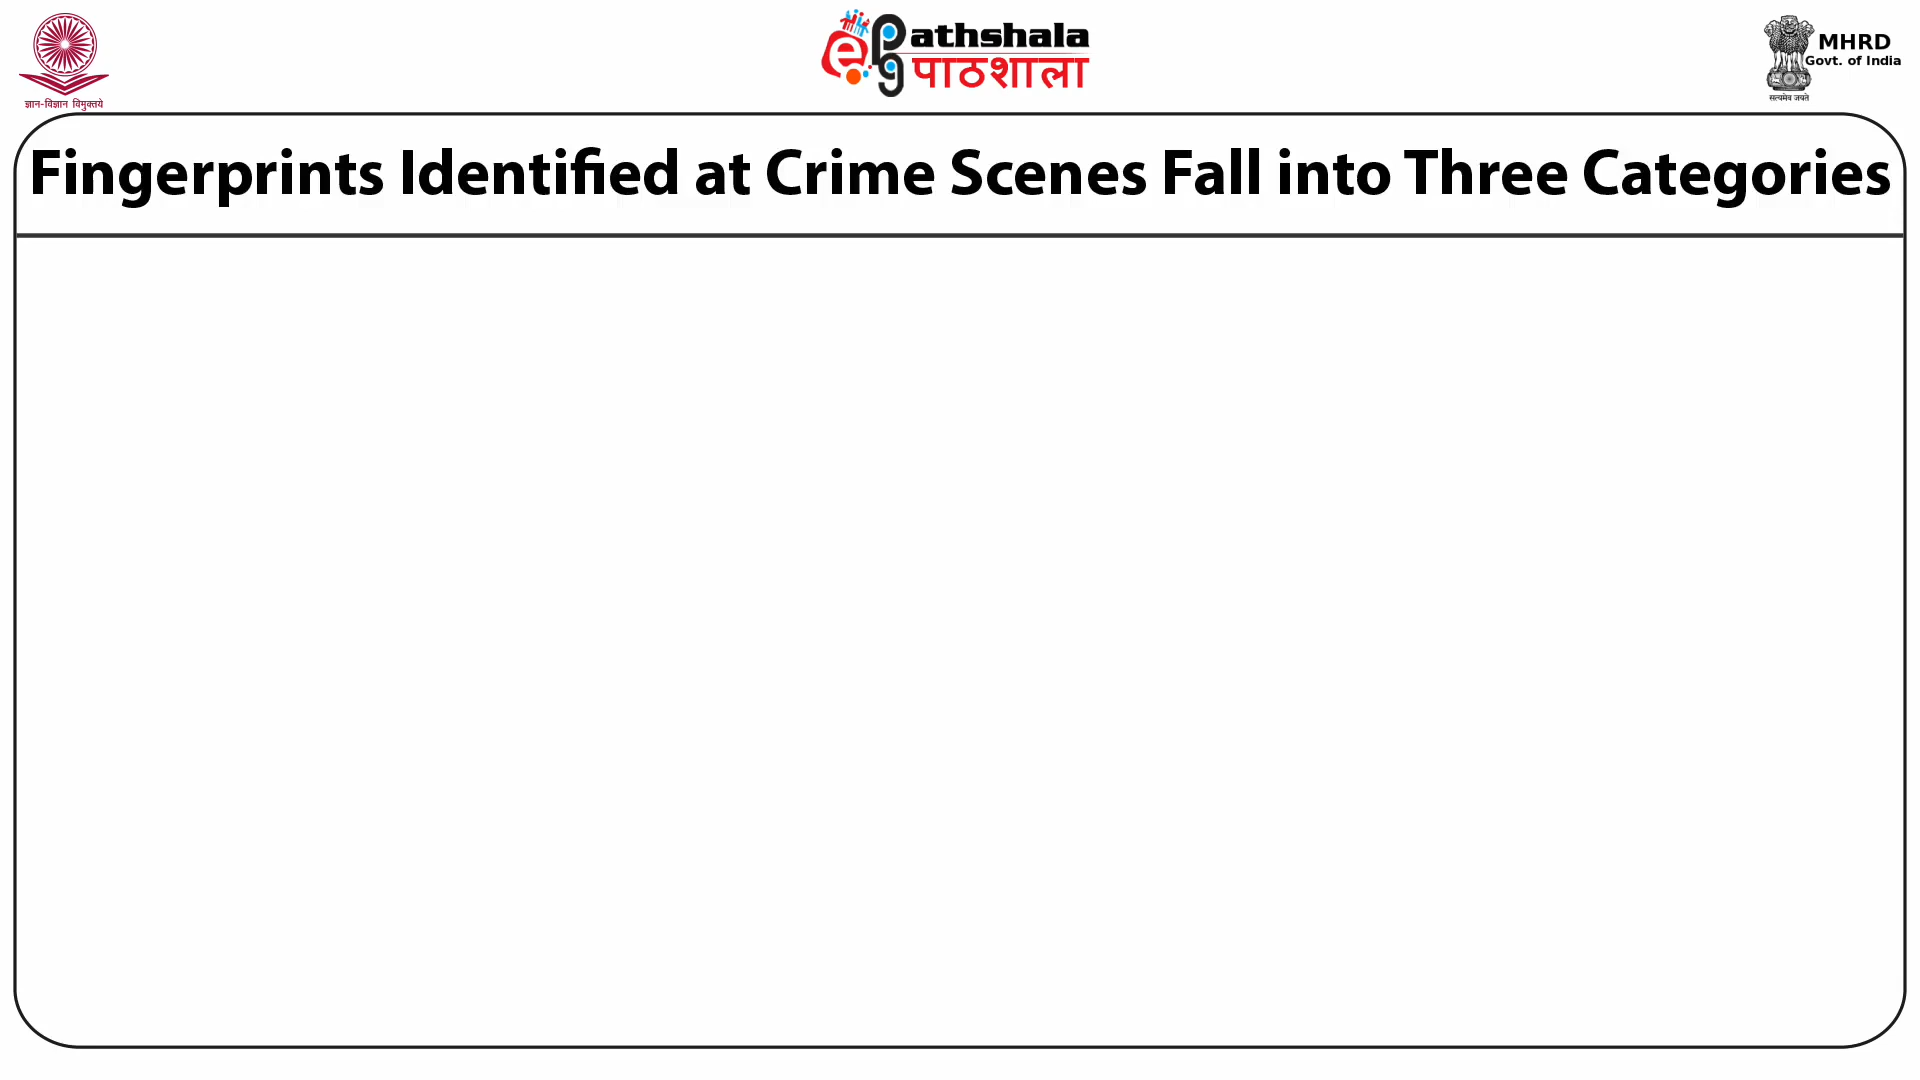 ज्ञान-विज्ञान विमुक्तये
e pg athshala
पाठशाला
MHRD
Govt. of India
सत्यमेव जयते
Fingerprints Identified at Crime Scenes Fall into Three Categories